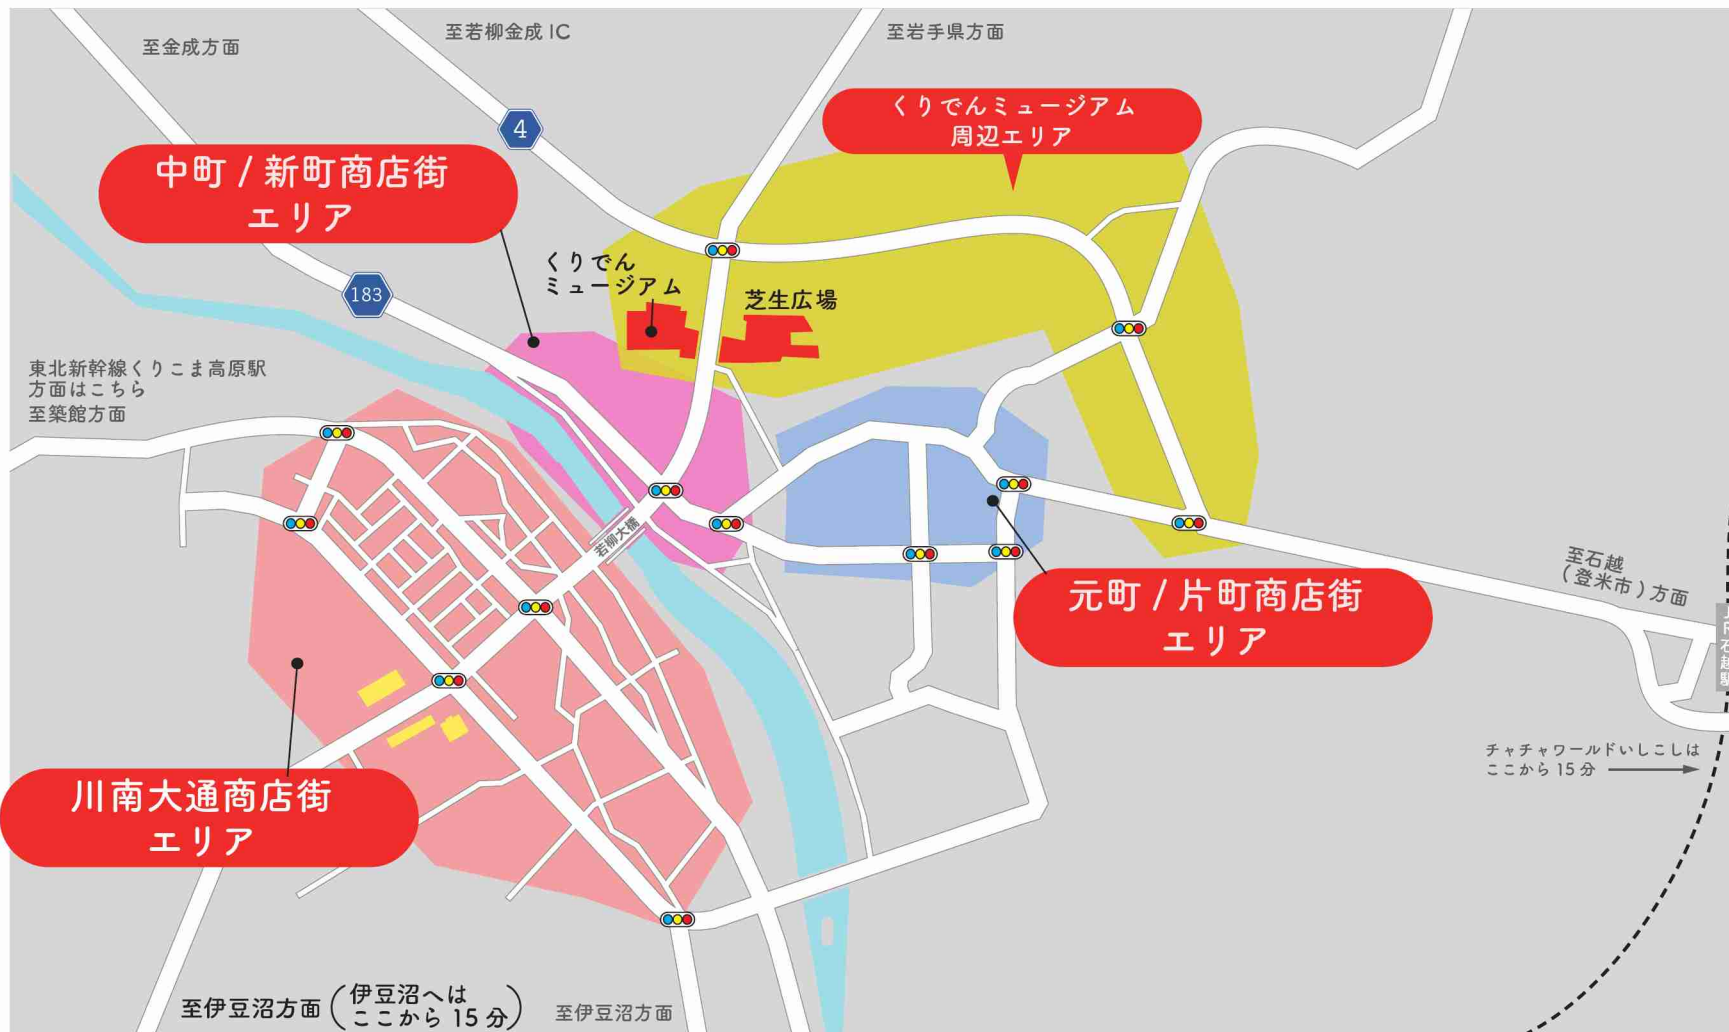 至金成方面
至若柳金成IC
至岩手県方面
4
くりでんミュージアム
周辺エリア
中町 / 新町商店街
エリア
くりでん
ミュージアム
芝生広場
183
東北新幹線くりこま高原駅
方面はこちら
至築館方面
若柳大橋
至石越
(登米市)方面
元町 / 片町商店街
エリア
JR石越駅
チャチャワールドいしこしは
ここから15分
川南大通商店街
エリア
至伊豆沼方面
伊豆沼へは
ここから15分
至伊豆沼方面